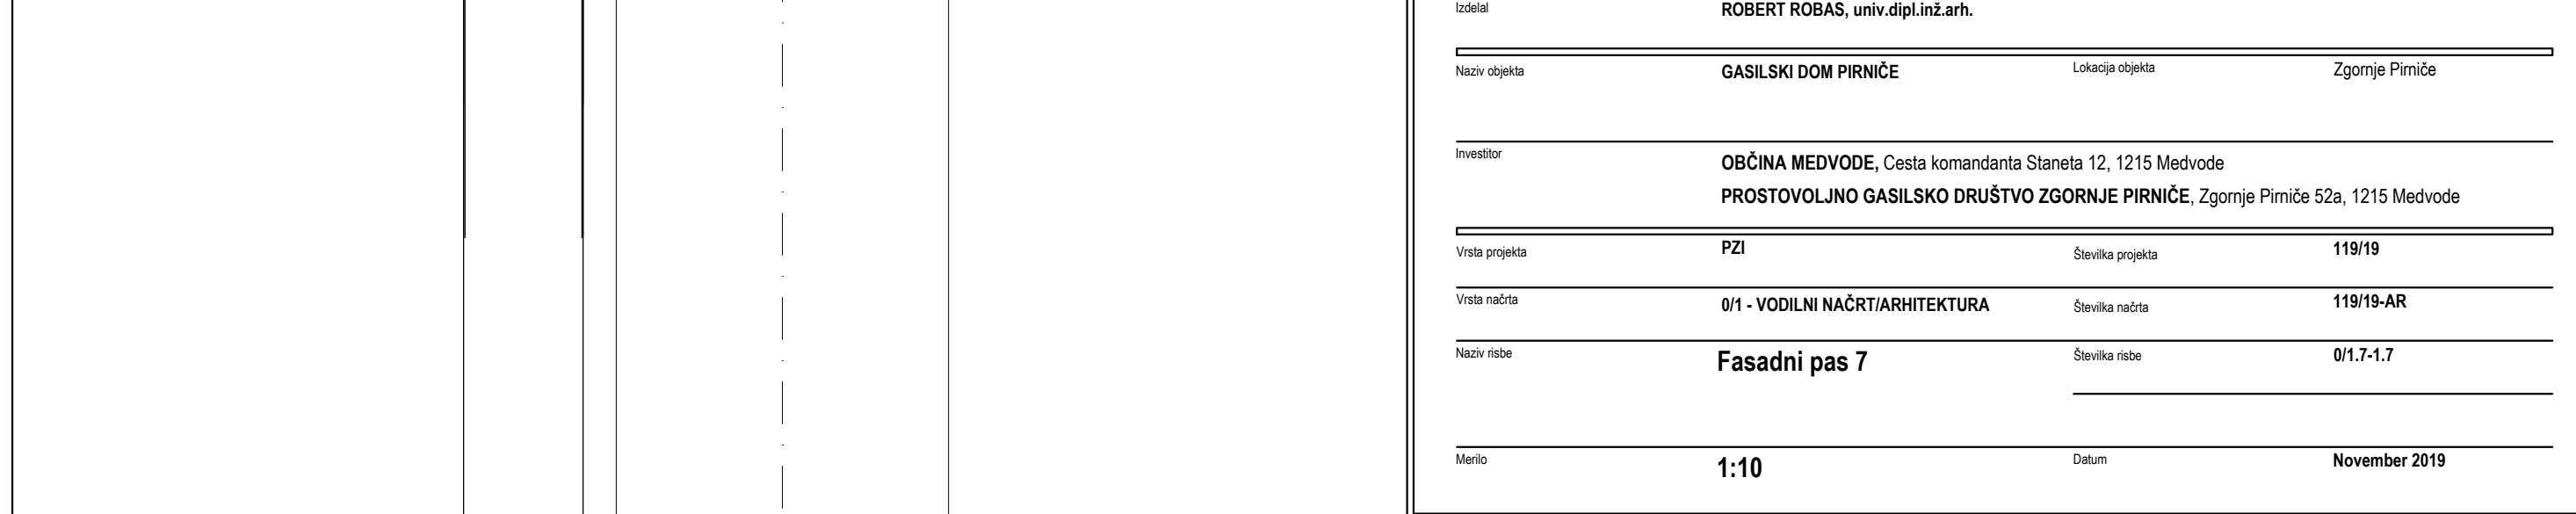 Izdelal ROBERT ROBAS, univ.dipl.inž.arh.
Naziv objekta GASILSKI DOM PIRNIČE Lokacija objekta Zgornje Pirniče
Investitor
OBČINA MEDVODE, Cesta komandanta Staneta 12, 1215 Medvode
PROSTOVOLJNO GASILSKO DRUŠTVO ZGORNJE PIRNIČE, Zgornje Pirniče 52a, 1215 Medvode
Vrsta projekta PZI Številka projekta 119/19
Vrsta načrta 0/1 - VODILNI NAČRT/ARHITEKTURA Številka načrta 119/19-AR
Naziv risbe Fasadni pas 7 Številka risbe 0/1.7-1.7
Merilo 1:10 Datum November 2019